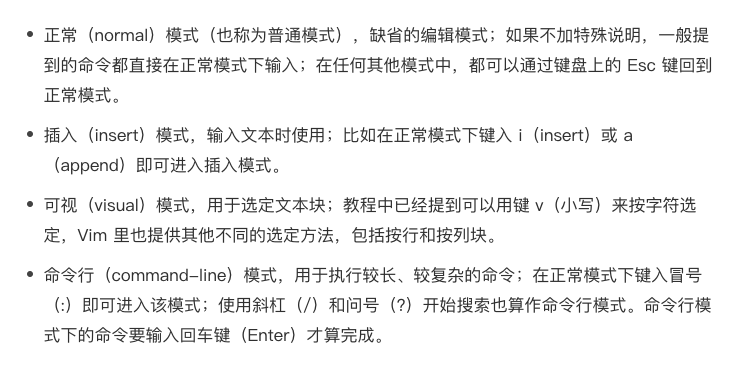 • 正常（normal）模式（也称为普通模式），缺省的编辑模式；如果不加特殊说明，一般提
到的命令都直接在正常模式下输入；在任何其他模式中，都可以通过键盘上的 Esc 键回到
正常模式。
• 插入（insert）模式，输入文本时使用；比如在正常模式下键入 i（insert）或 a
（append）即可进入插入模式。
• 可视（visual）模式，用于选定文本块；教程中已经提到可以用键 v（小写）来按字符选
定，Vim 里也提供其他不同的选定方法，包括按行和按列块。
• 命令行（command-line）模式，用于执行较长、较复杂的命令；在正常模式下键入冒号
（:）即可进入该模式；使用斜杠（/）和问号（?）开始搜索也算作命令行模式。命令行模
式下的命令要输入回车键（Enter）才算完成。